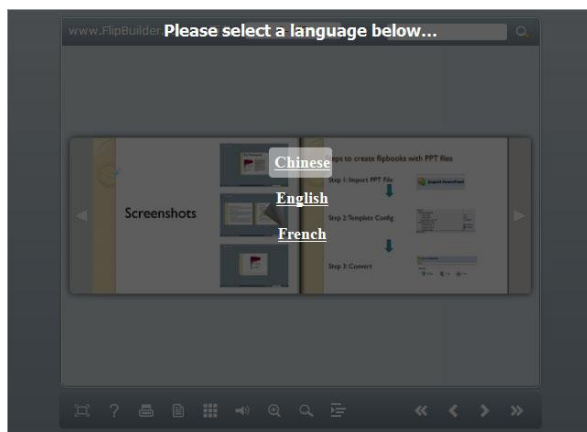 www.FlipBuilder.
Please select a language below...
Chinese
English
French
Screenshots
Steps to create flipbooks with PPT files
Step 1: Import PPT File
Step 2: Template Config
Step 3: Convert